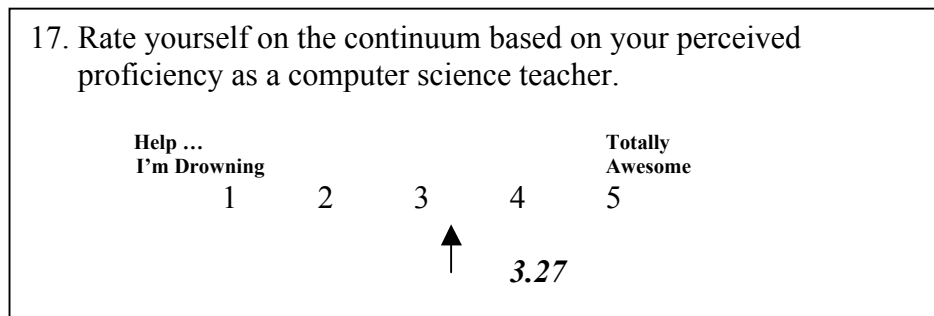 17. Rate yourself on the continuum based on your perceived
proficiency as a computer science teacher.
Help … Totally
I’m Drowning Awesome
1 2 3 4 5
3.27